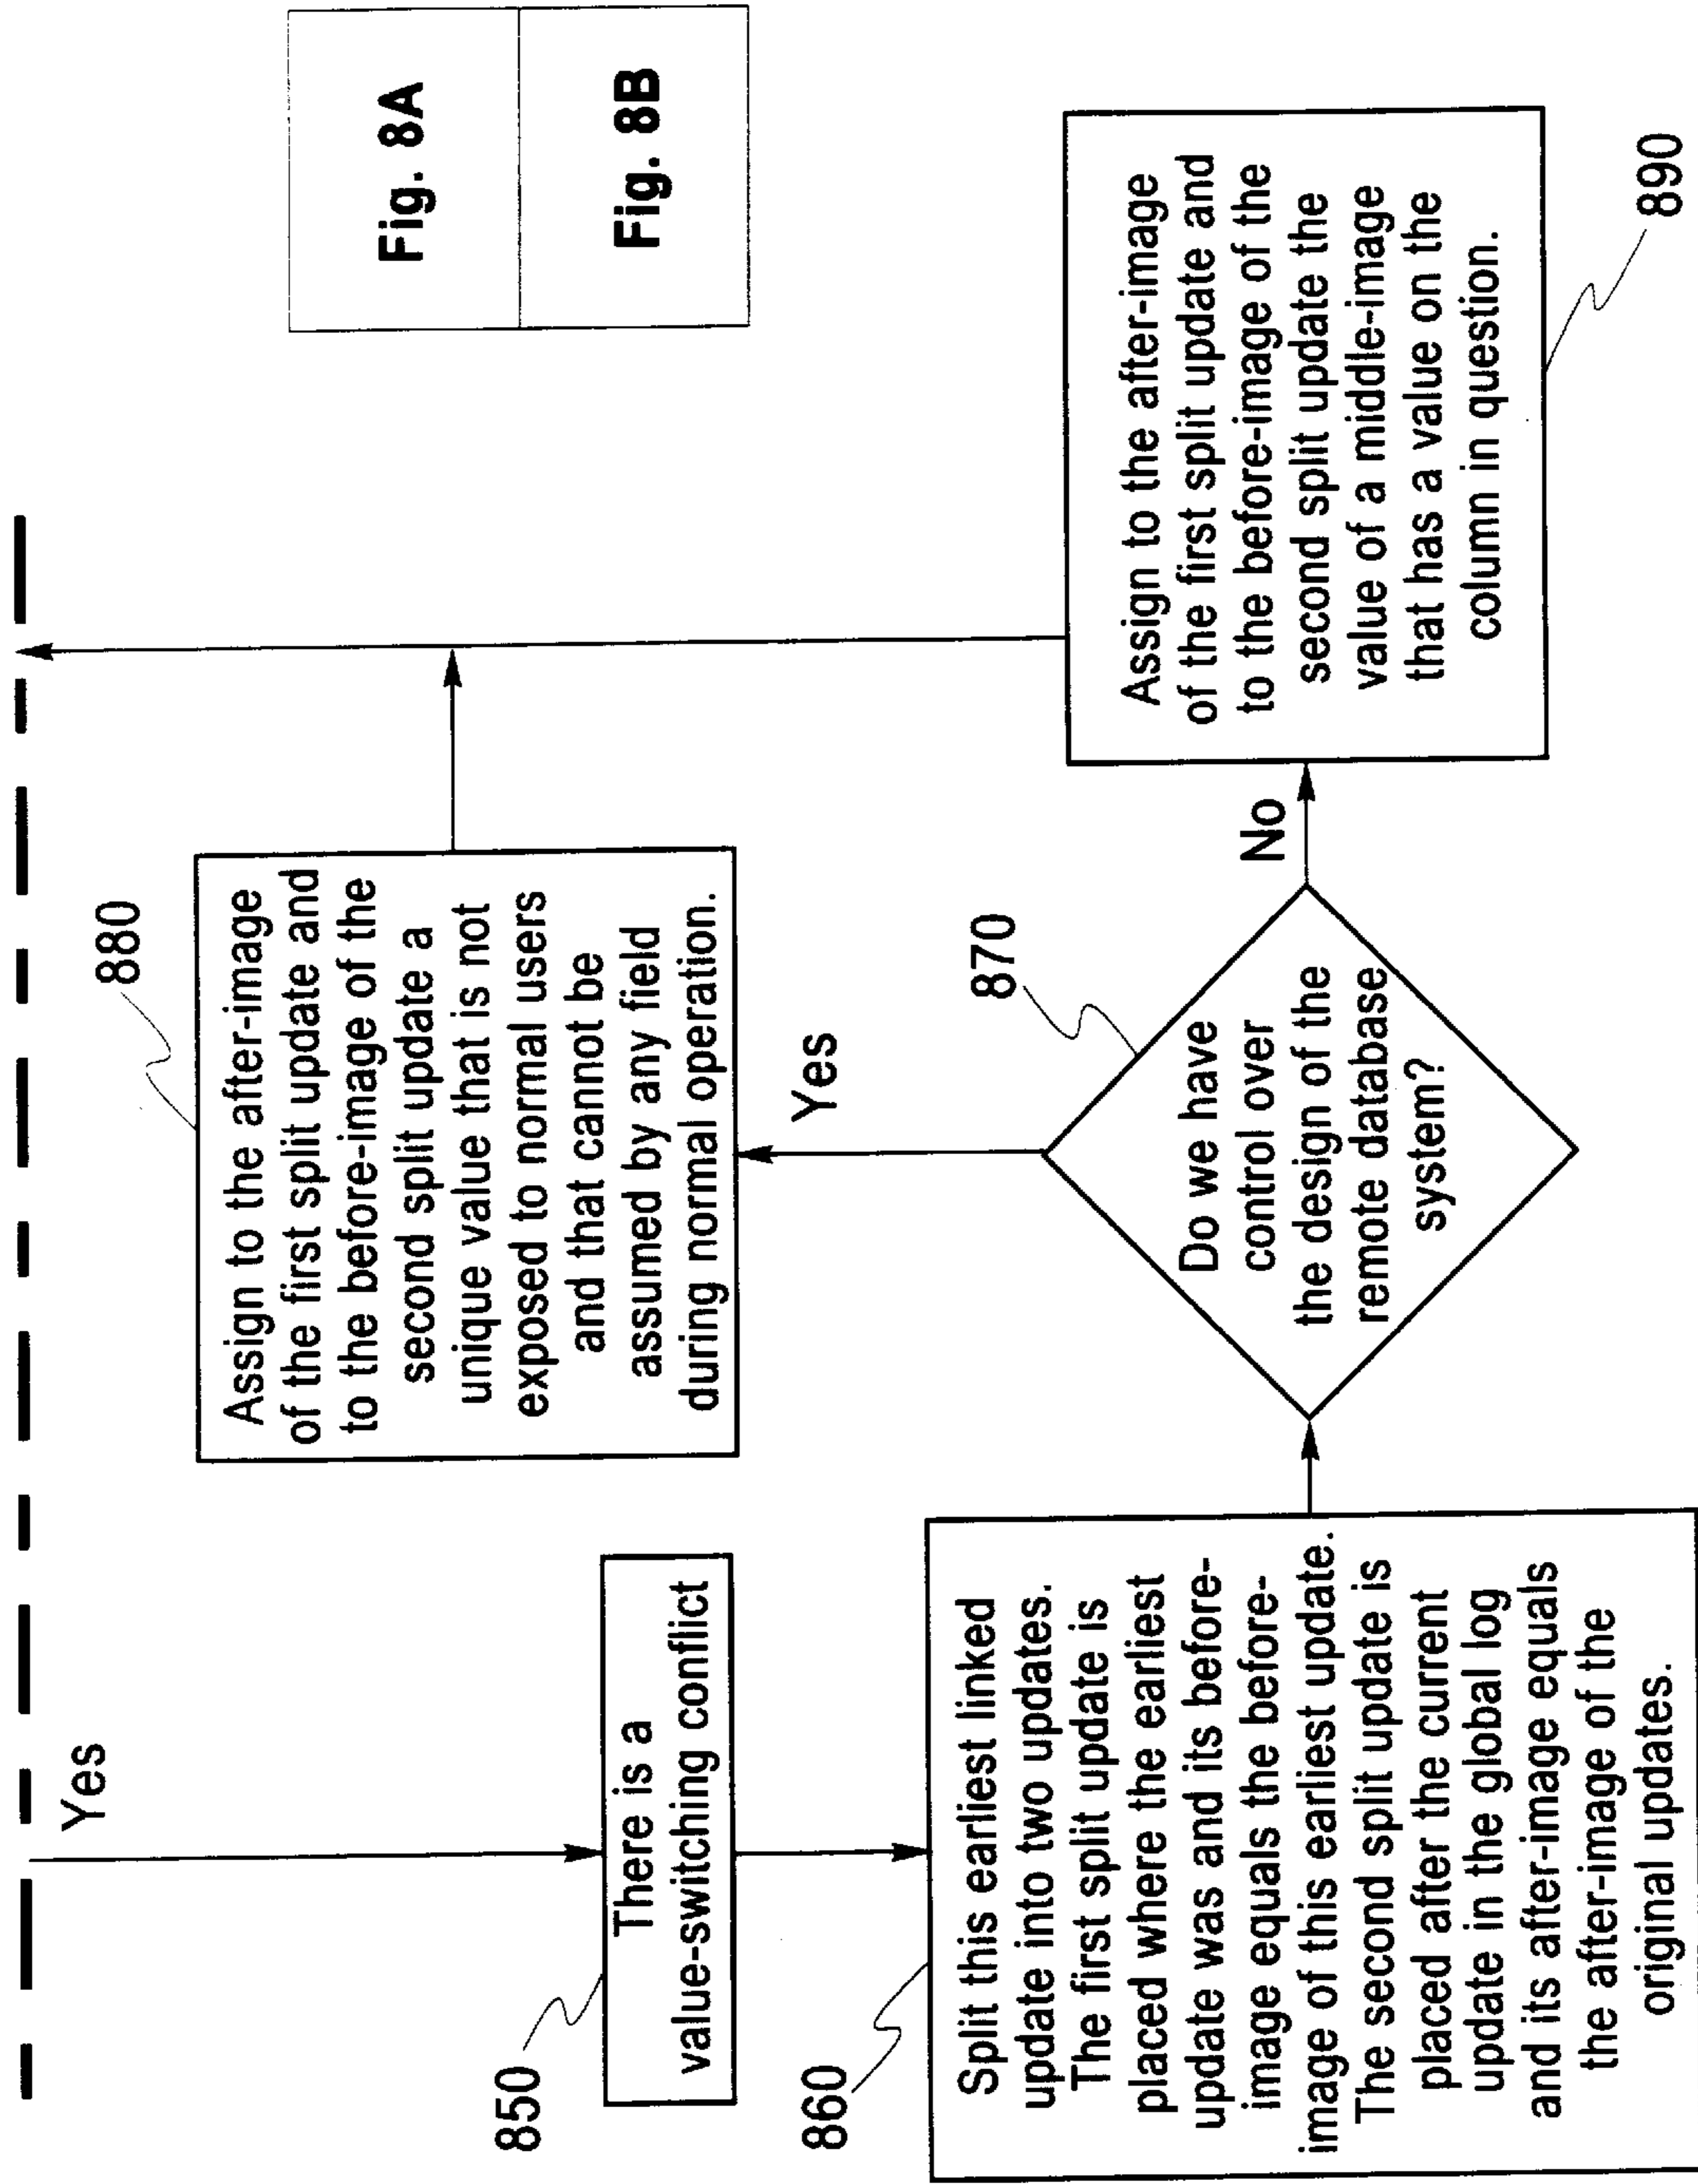 Yes
850
There is a
value-switching conflict
860
Split this earliest linked
update into two updates.
The first split update is
placed where the earliest
update was and its before-
image equals the before-
image of this earliest update.
The second split update is
placed after the current
update in the global log
and its after-image equals
the after-image of the
original updates.
870
Do we have
control over
the design of the
remote database
system?
Yes
880
Assign to the after-image
of the first split update and
to the before-image of the
second split update a
unique value that is not
exposed to normal users
and that cannot be
assumed by any field
during normal operation.
No
Assign to the after-image
of the first split update and
to the before-image of the
second split update the
value of a middle-image
that has a value on the
column in question.
890
Fig. 8A
Fig. 8B